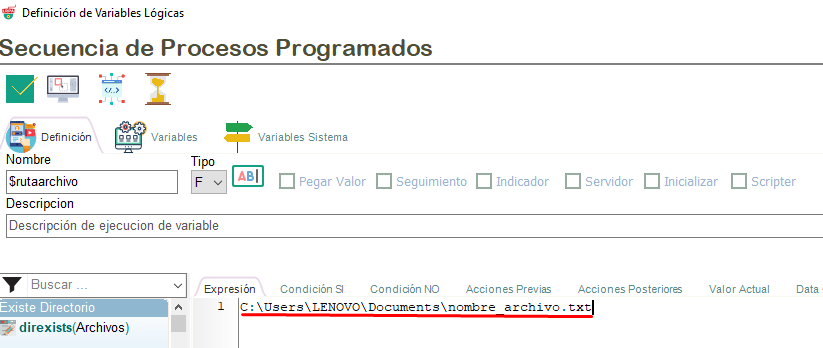 Definición de Variables Lógicas
Secuencia de Procesos Programados
Definición Variables Variables Sistema
Nombre Tipo
$rutaarchivo F AB Pegar Valor Seguimiento Indicador Servidor Inicializar Scripter
Descripcion
Descripción de ejecucion de variable
Buscar ... Expresión Condición SI Condición NO Acciones Previas Acciones Posteriores Valor Actual Data
Existe Directorio 1 C:\Users\LENOVO\Documents\nombre_archivo.txt
direxists(Archivos)